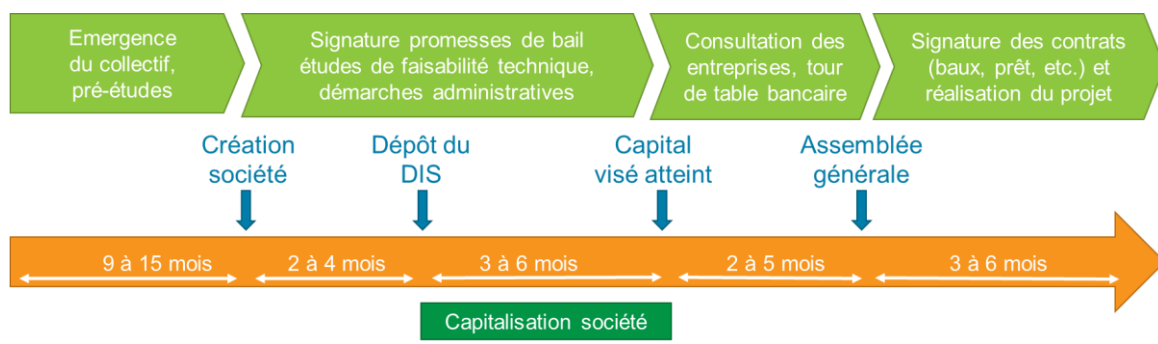 Emergence
du collectif,
pré-études
Signature promesses de bail
études de faisabilité technique,
démarches administratives
Consultation des
entreprises, tour
de table bancaire
Signature des contrats
(baux, prêt, etc.) et
réalisation du projet
Création
société
Dépôt du
DIS
Capital
visé atteint
Assemblée
générale
9 à 15 mois
2 à 4 mois
3 à 6 mois
2 à 5 mois
3 à 6 mois
Capitalisation société